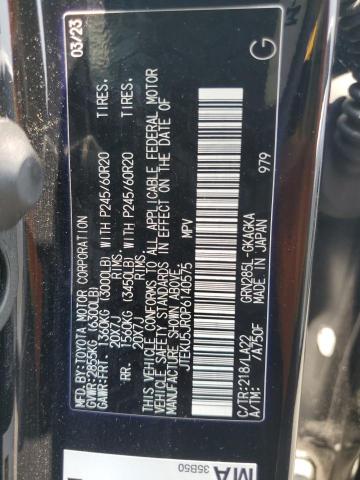 MFG.BY:TOYOTA MOTOR CORPORATION 03/23
GVWR:2855KG (6300LB)
GAWR:FRT. 1360KG (3000LB) WITH P245/60R20 TIRES.
20X7J RIMS.
RR. 1565KG (3450LB) WITH P245/60R20 TIRES.
20X7J RIMS.
THIS VEHICLE CONFORMS TO ALL APPLICABLE FEDERAL MOTOR
VEHICLE SAFETY STANDARDS IN EFFECT ON THE DATE OF
MANUFACTURE SHOWN ABOVE.
JTEKU5JR0P6140575 MPV
979
G
C/TR:218/LA22 GRN285L-GKAGKA
A/TM: /A750F MADE IN JAPAN
MA
35B50